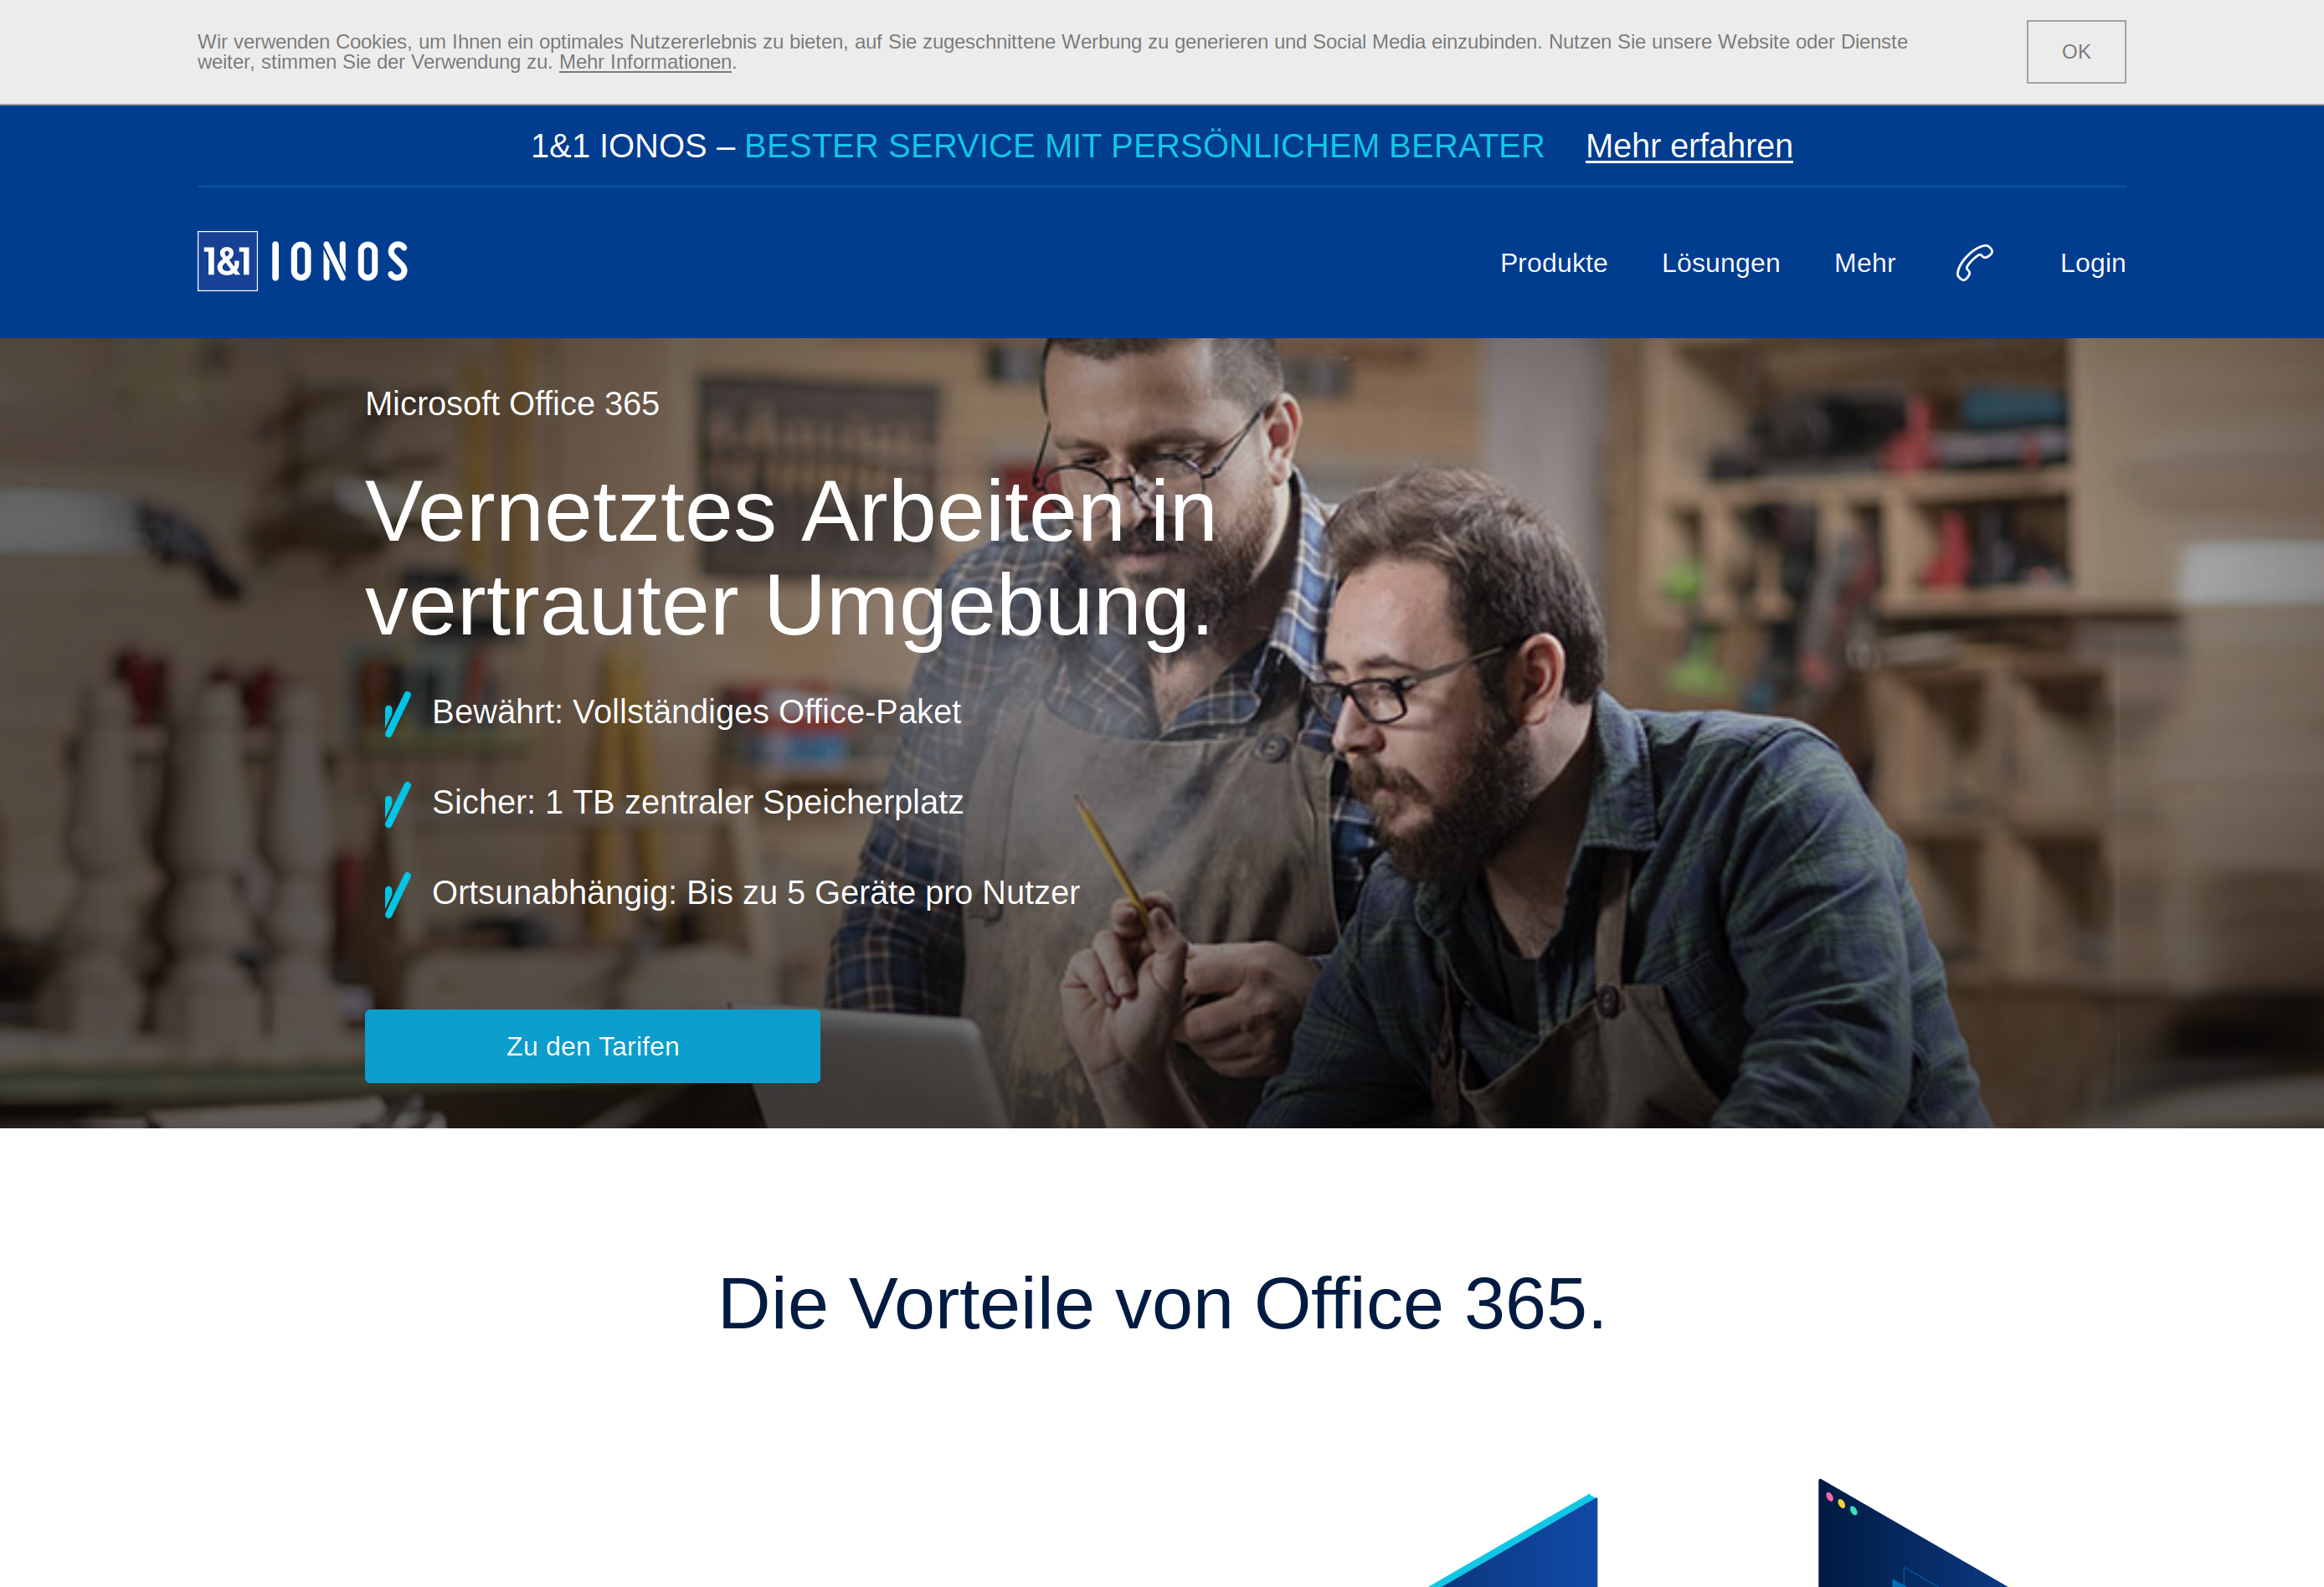 Wir verwenden Cookies, um Ihnen ein optimales Nutzererlebnis zu bieten, auf Sie zugeschnittene Werbung zu generieren und Social Media einzubinden. Nutzen Sie unsere Website oder Dienste
weiter, stimmen Sie der Verwendung zu. Mehr Informationen.
OK
1&1 IONOS – BESTER SERVICE MIT PERSÖNLICHEM BERATER Mehr erfahren
1&1 IONOS
Produkte Lösungen Mehr Login
Microsoft Office 365
Vernetztes Arbeiten in
vertrauter Umgebung.
Bewährt: Vollständiges Office-Paket
Sicher: 1 TB zentraler Speicherplatz
Ortsunabhängig: Bis zu 5 Geräte pro Nutzer
Zu den Tarifen
Die Vorteile von Office 365.